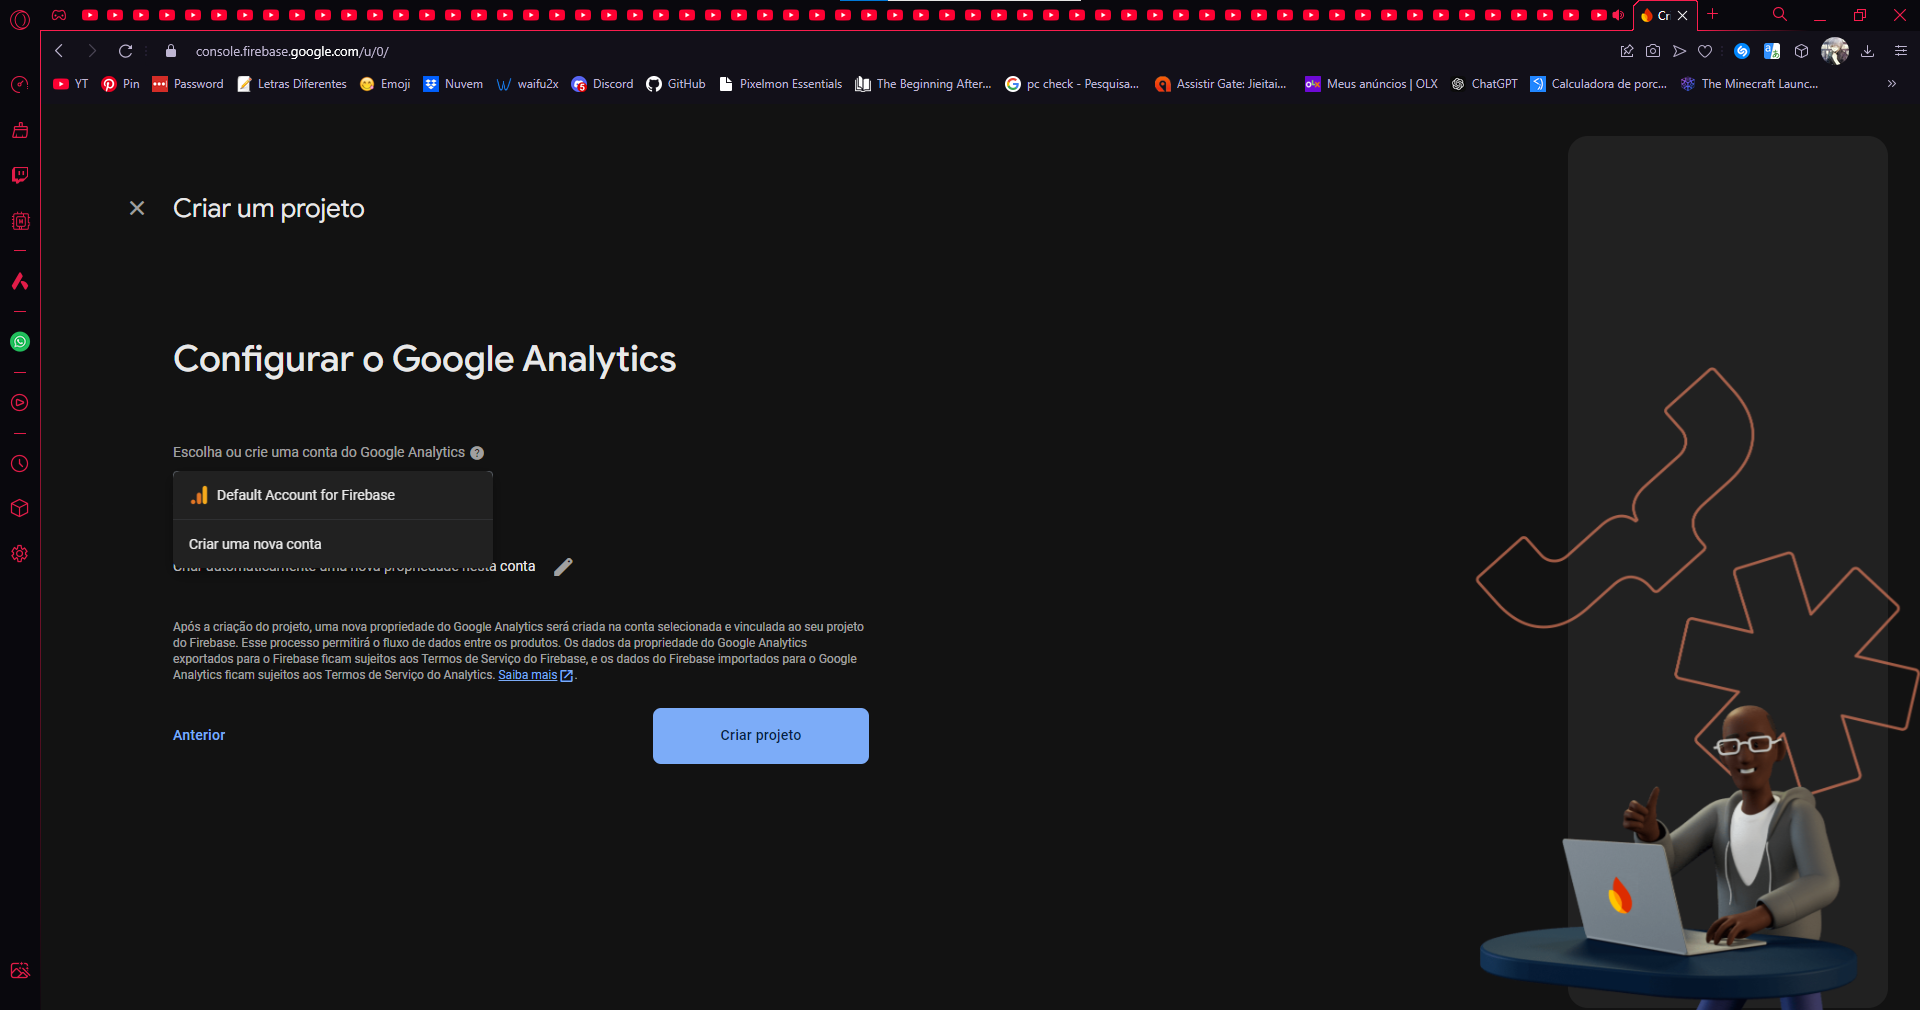 Cr
console.firebase.google.com/u/0/
YT
Pin
Password
Letras Diferentes
Emoji
Nuvem
waifu2x
Discord
GitHub
Pixelmon Essentials
The Beginning After...
pc check - Pesquisa...
Assistir Gate: Jieitai...
Meus anúncios | OLX
ChatGPT
Calculadora de porc...
The Minecraft Launc...
Criar um projeto
Configurar o Google Analytics
Escolha ou crie uma conta do Google Analytics
Default Account for Firebase
Criar uma nova conta
Criar automaticamente uma nova propriedade nesta conta
Após a criação do projeto, uma nova propriedade do Google Analytics será criada na conta selecionada e vinculada ao seu projeto
do Firebase. Esse processo permitirá o fluxo de dados entre os produtos. Os dados da propriedade do Google Analytics
exportados para o Firebase ficam sujeitos aos Termos de Serviço do Firebase, e os dados do Firebase importados para o Google
Analytics ficam sujeitos aos Termos de Serviço do Analytics. Saiba mais.
Anterior
Criar projeto